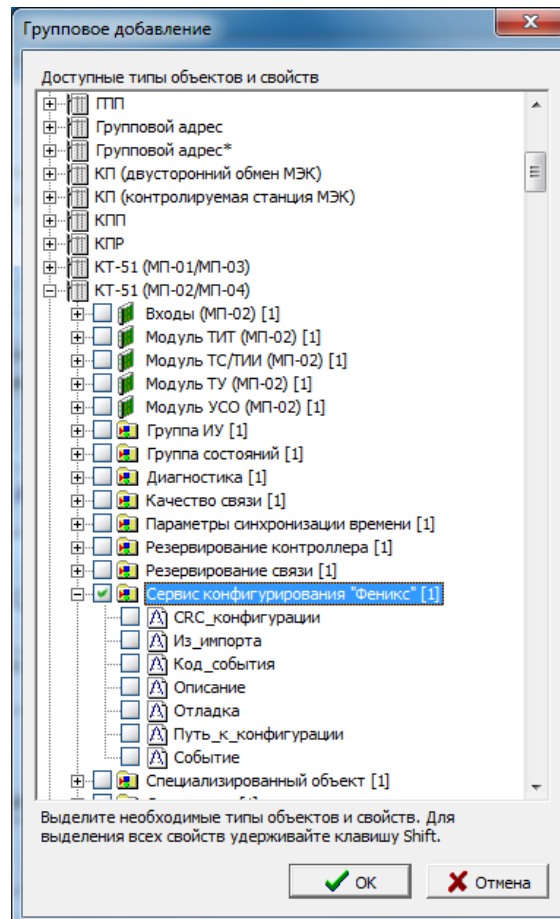 Групповое добавление
Доступные типы объектов и свойств
ГПП
Групповой адрес
Групповой адрес*
КП (двусторонний обмен МЭК)
КП (контролируемая станция МЭК)
КПП
КПР
КТ-51 (МП-01/МП-03)
КТ-51 (МП-02/МП-04)
Входы (МП-02) [1]
Модуль ТИТ (МП-02) [1]
Модуль ТС/ТИИ (МП-02) [1]
Модуль ТУ (МП-02) [1]
Модуль УСО (МП-02) [1]
Группа ИУ [1]
Группа состояний [1]
Диагностика [1]
Качество связи [1]
Параметры синхронизации времени [1]
Резервирование контроллера [1]
Резервирование связи [1]
Сервис конфигурирования "Феникс" [1]
CRC_конфигурации
Из_импорта
Код_события
Описание
Отладка
Путь_к_конфигурации
Событие
Специализированный объект [1]
Выделите необходимые типы объектов и свойств. Для
выделения всех свойств удерживайте клавишу Shift.
OK Отмена